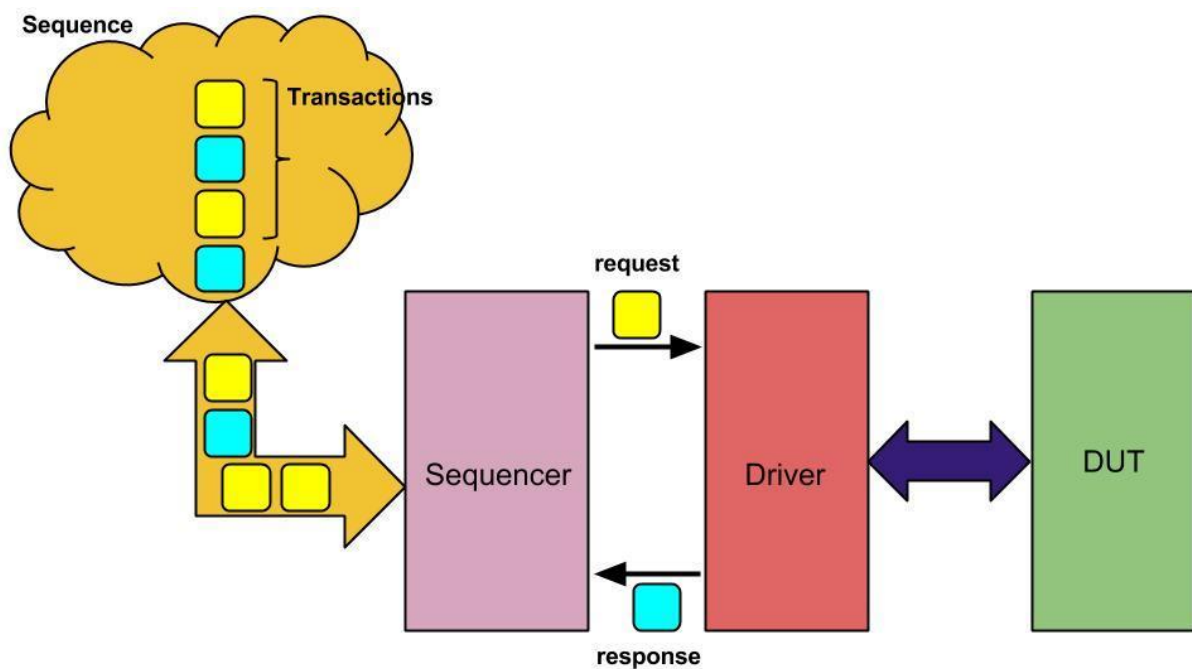 Sequence
Transactions
request
Sequencer
Driver
DUT
response